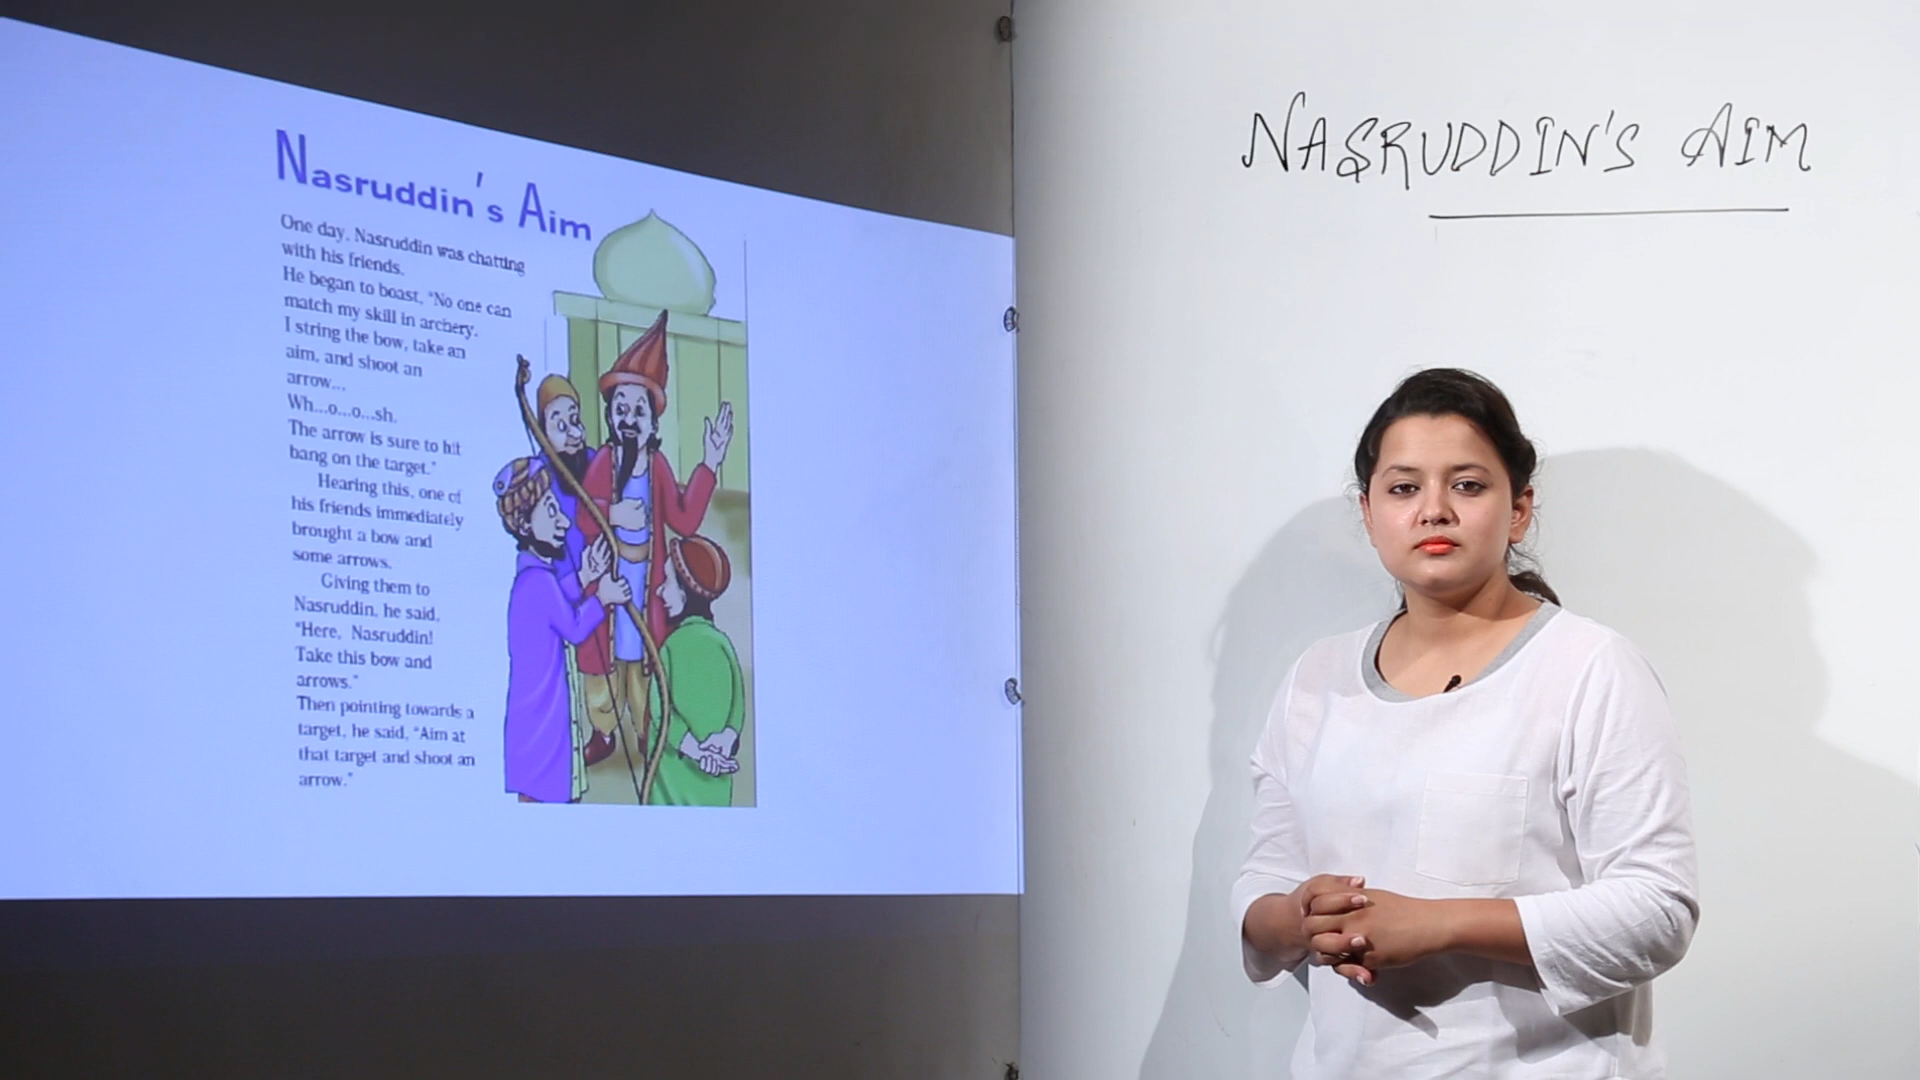 Nasruddin's Aim
One day, Nasruddin was chatting
with his friends.
He began to boast, "No one can
match my skill in archery.
I string the bow, take an
aim, and shoot an
arrow...
Wh...o...o...sh.
The arrow is sure to hit
bang on the target."
Hearing this, one of
his friends immediately
brought a bow and
some arrows.
Giving them to
Nasruddin, he said,
"Here, Nasruddin!
Take this bow and
arrows."
Then pointing towards a
target, he said, "Aim at
that target and shoot an
arrow."
NASRUDDIN'S AIM